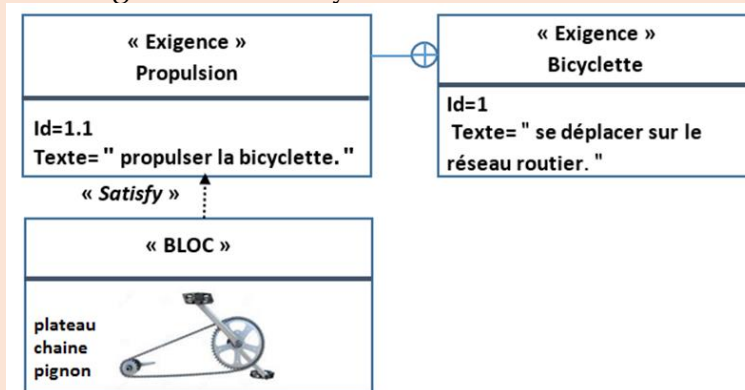 « Exigence »
Propulsion
Id=1.1
Texte= " propulser la bicyclette. "
« Exigence »
Bicyclette
Id=1
Texte= " se déplacer sur le
réseau routier. "
« Satisfy »
« BLOC »
plateau
chaine
pignon